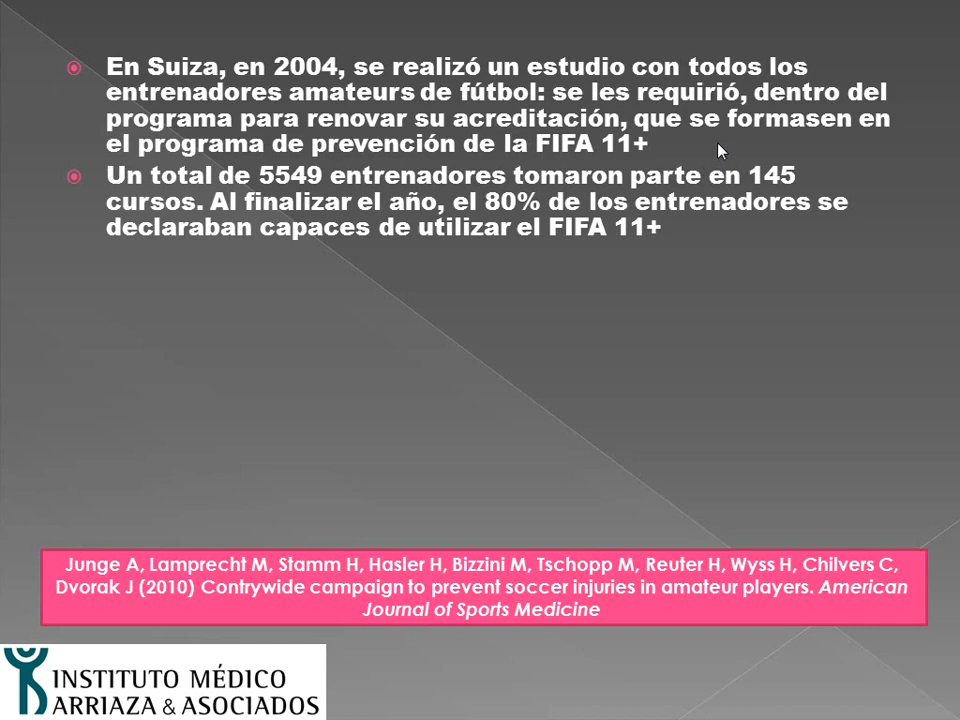 En Suiza, en 2004, se realizó un estudio con todos los
entrenadores amateurs de fútbol: se les requirió, dentro del
programa para renovar su acreditación, que se formasen en
el programa de prevención de la FIFA 11+
Un total de 5549 entrenadores tomaron parte en 145
cursos. Al finalizar el año, el 80% de los entrenadores se
declaraban capaces de utilizar el FIFA 11+
Junge A, Lamprecht M, Stamm H, Hasler H, Bizzini M, Tschopp M, Reuter H, Wyss H, Chilvers C,
Dvorak J (2010) Contrywide campaign to prevent soccer injuries in amateur players. American
Journal of Sports Medicine
INSTITUTO MÉDICO
ARRIAZA & ASOCIADOS